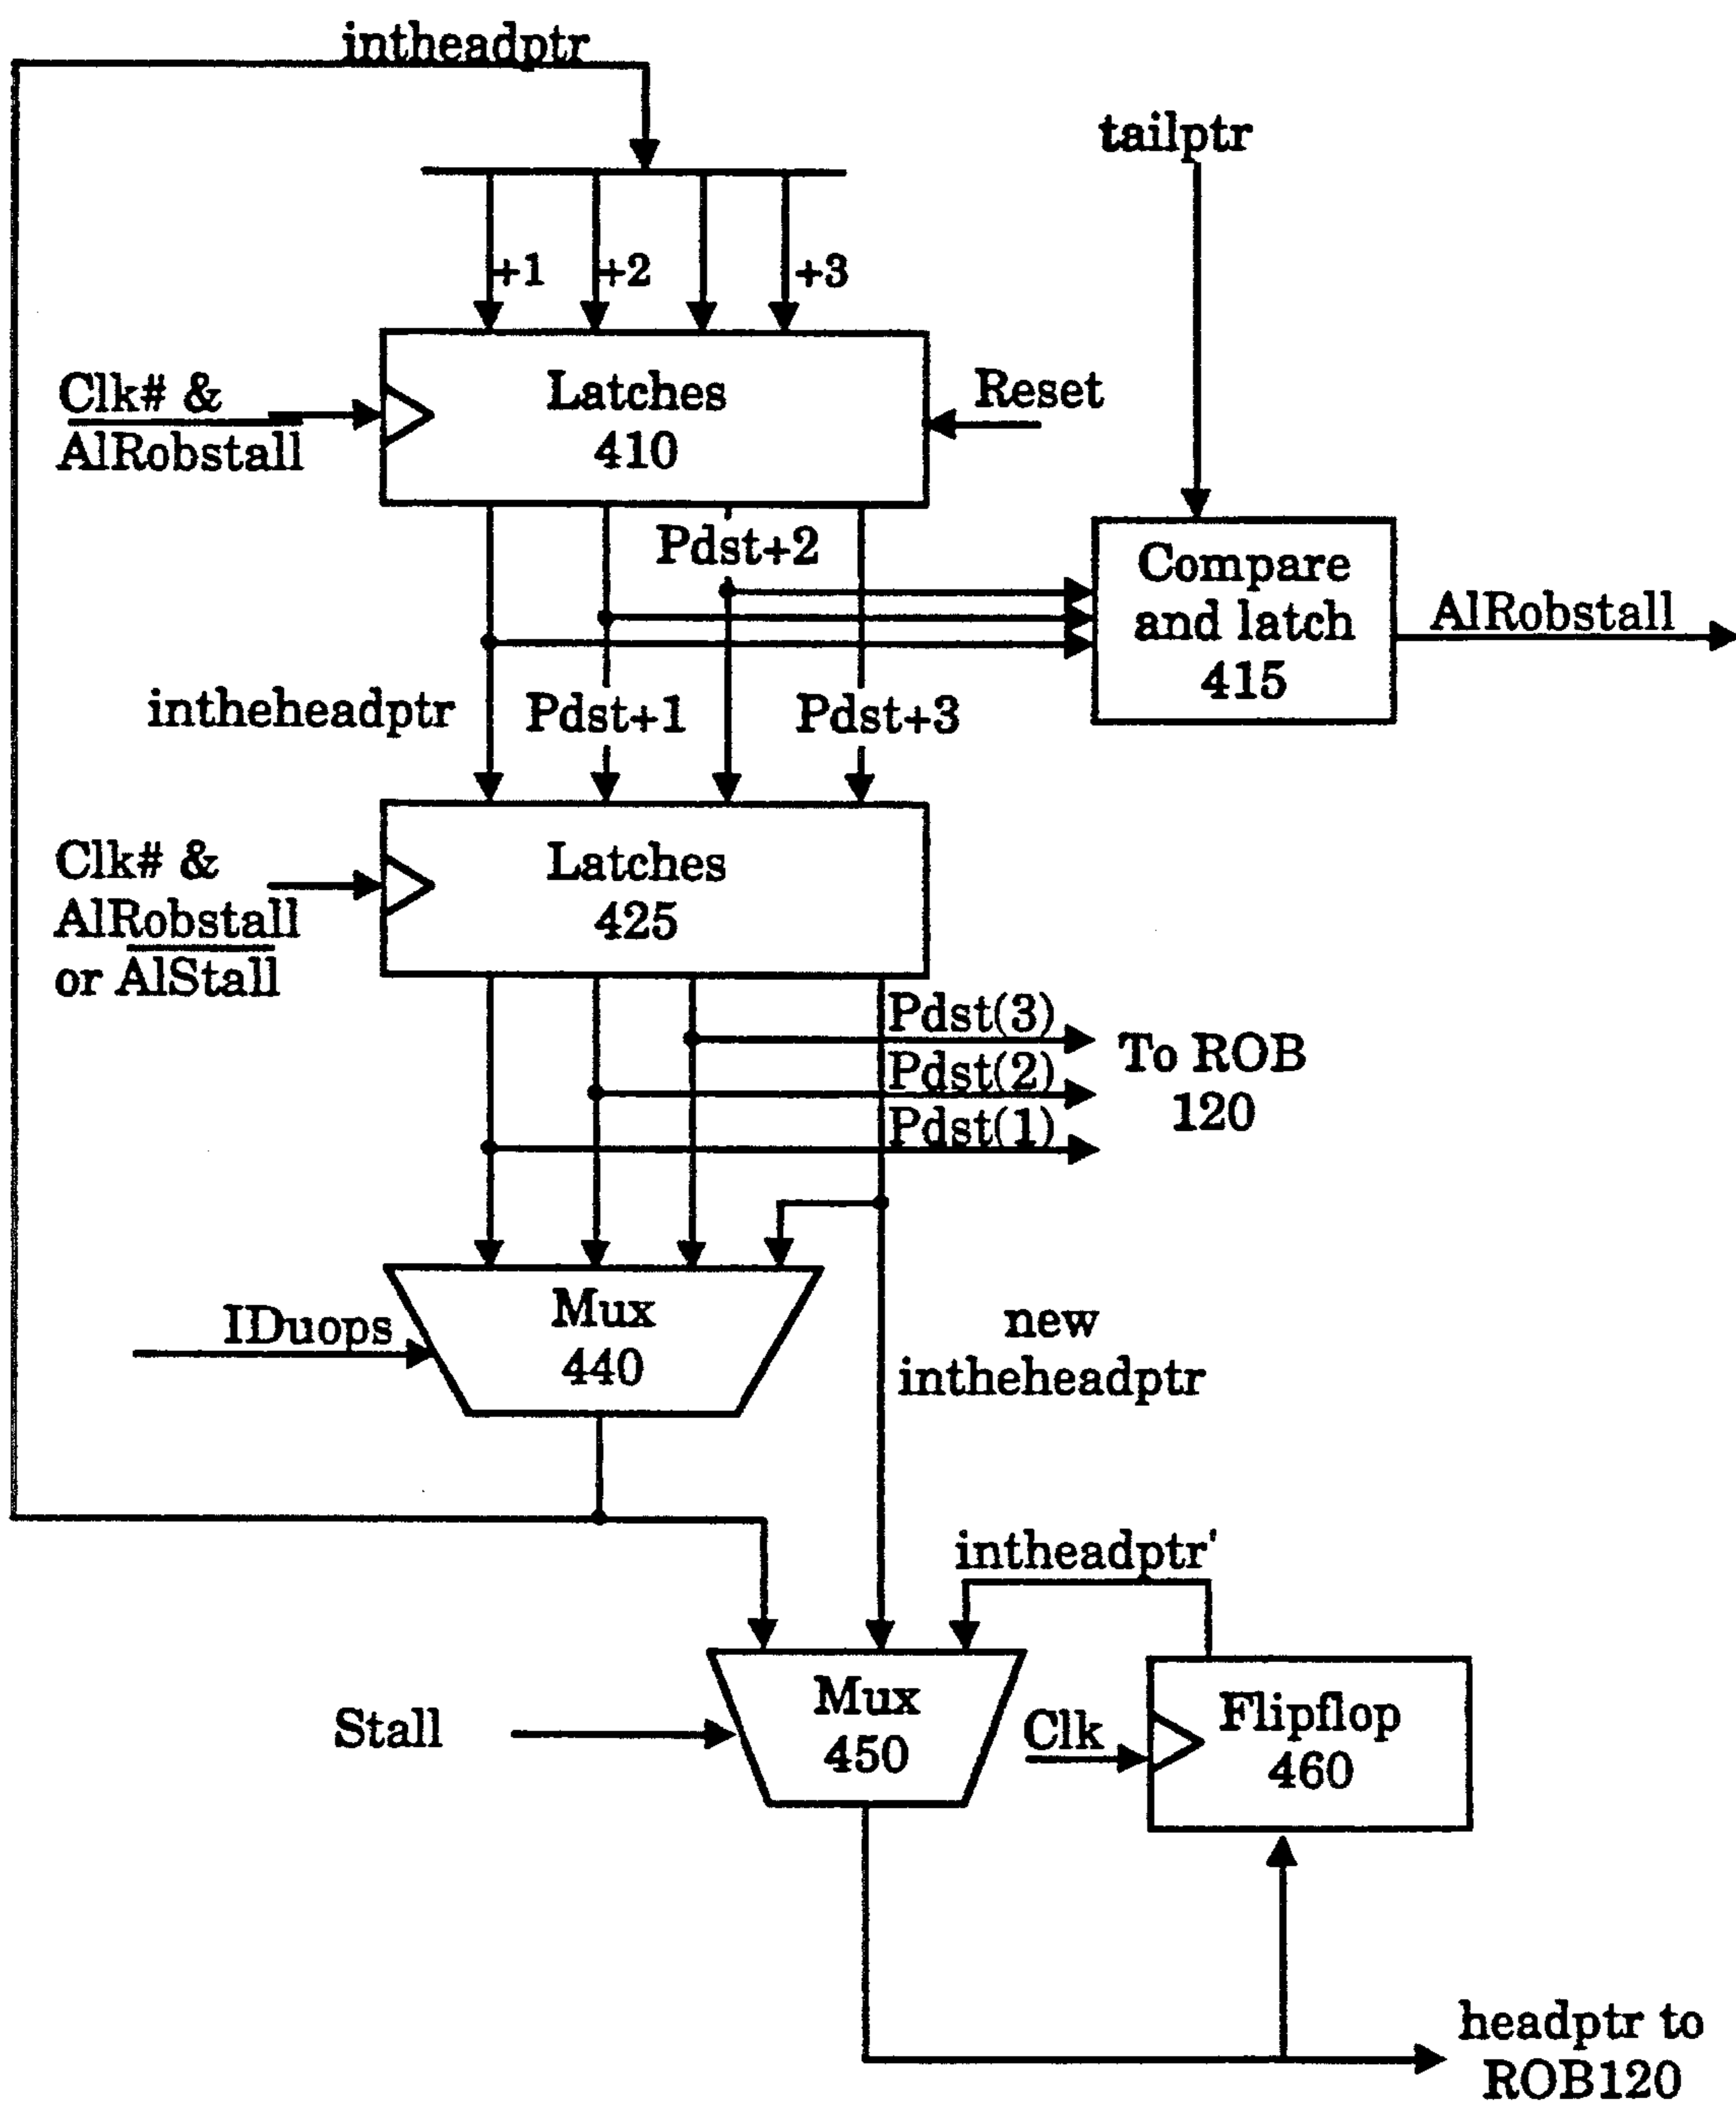 intheadptr
tailptr
+1
+2
+3
Clk# &
AlRobstall
Latches
410
Reset
Pdst+2
Compare
and latch
415
AlRobstall
intheheadptr
Pdst+1
Pdst+3
Clk# &
AlRobstall
or AlStall
Latches
425
Pdst(3)
Pdst(2)
Pdst(1)
To ROB
120
IDuops
Mux
440
new
intheheadptr
intheadptr'
Stall
Mux
450
Clk
Flipflop
460
headptr to
ROB120